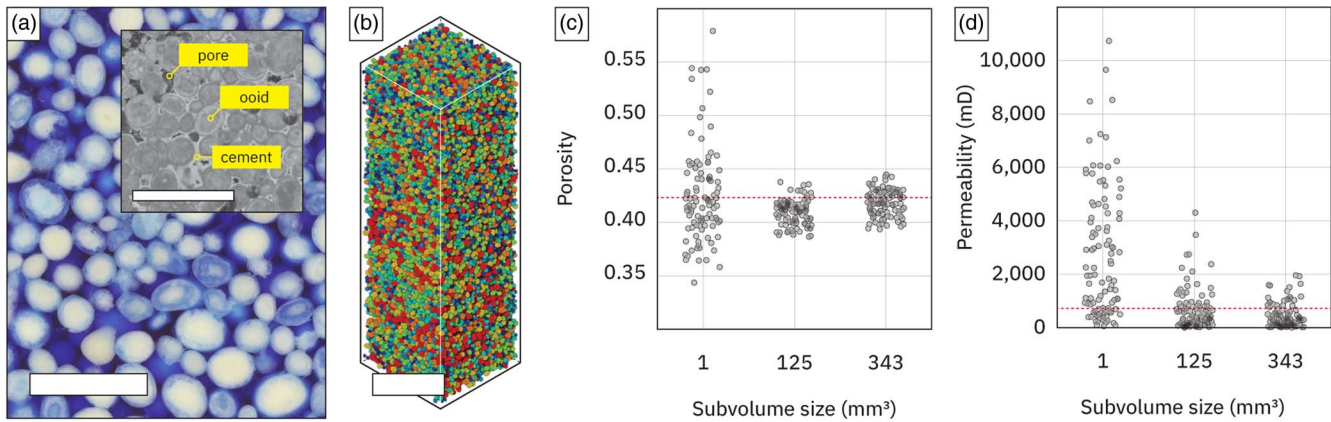 (a)
pore
ooid
cement
(b)
(c)
Porosity
0.55
0.50
0.45
0.40
0.35
1
125
343
Subvolume size (mm³)
(d)
Permeability (mD)
10,000
8,000
6,000
4,000
2,000
0
1
125
343
Subvolume size (mm³)